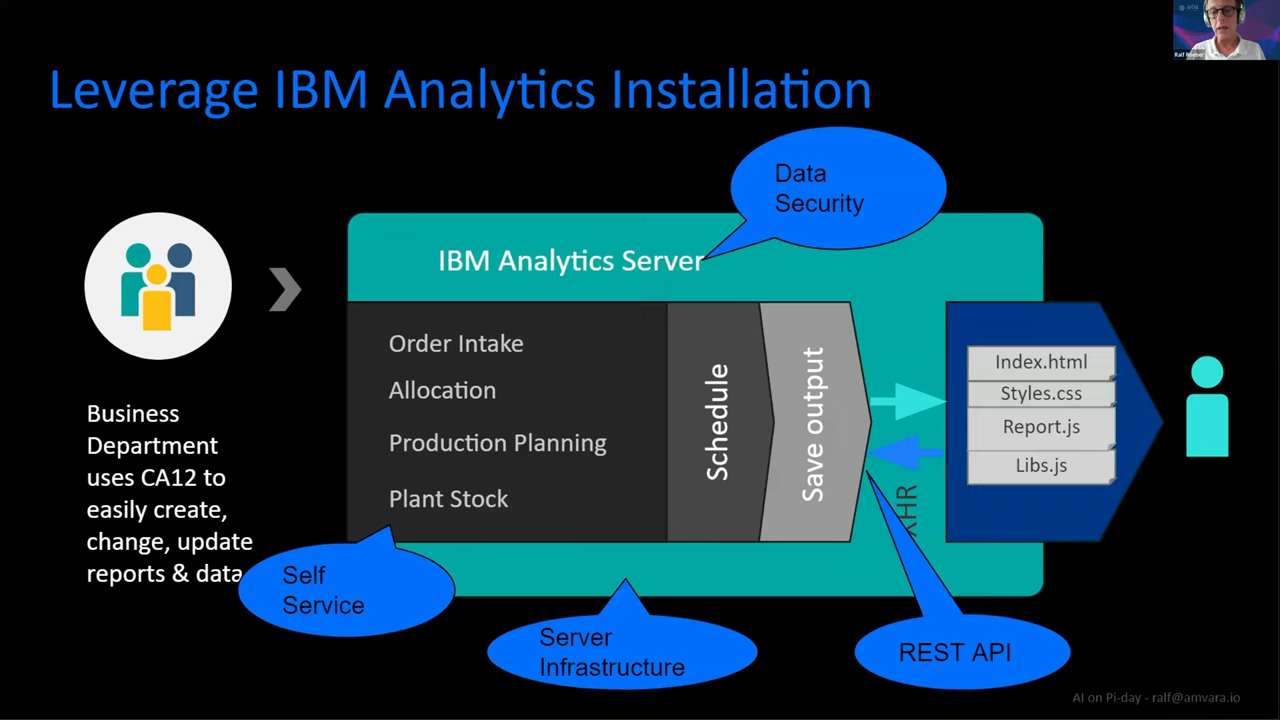 Leverage IBM Analytics Installation
Ralf
Data
Security
IBM Analytics Server
Order Intake
Allocation
Production Planning
Plant Stock
Schedule
Save output
XHR
Index.html
Styles.css
Report.js
Libs.js
Business
Department
uses CA12 to
easily create,
change, update
reports & data.
Self
Service
Server
Infrastructure
REST API
AI on Pi-day - ralf@amvara.io